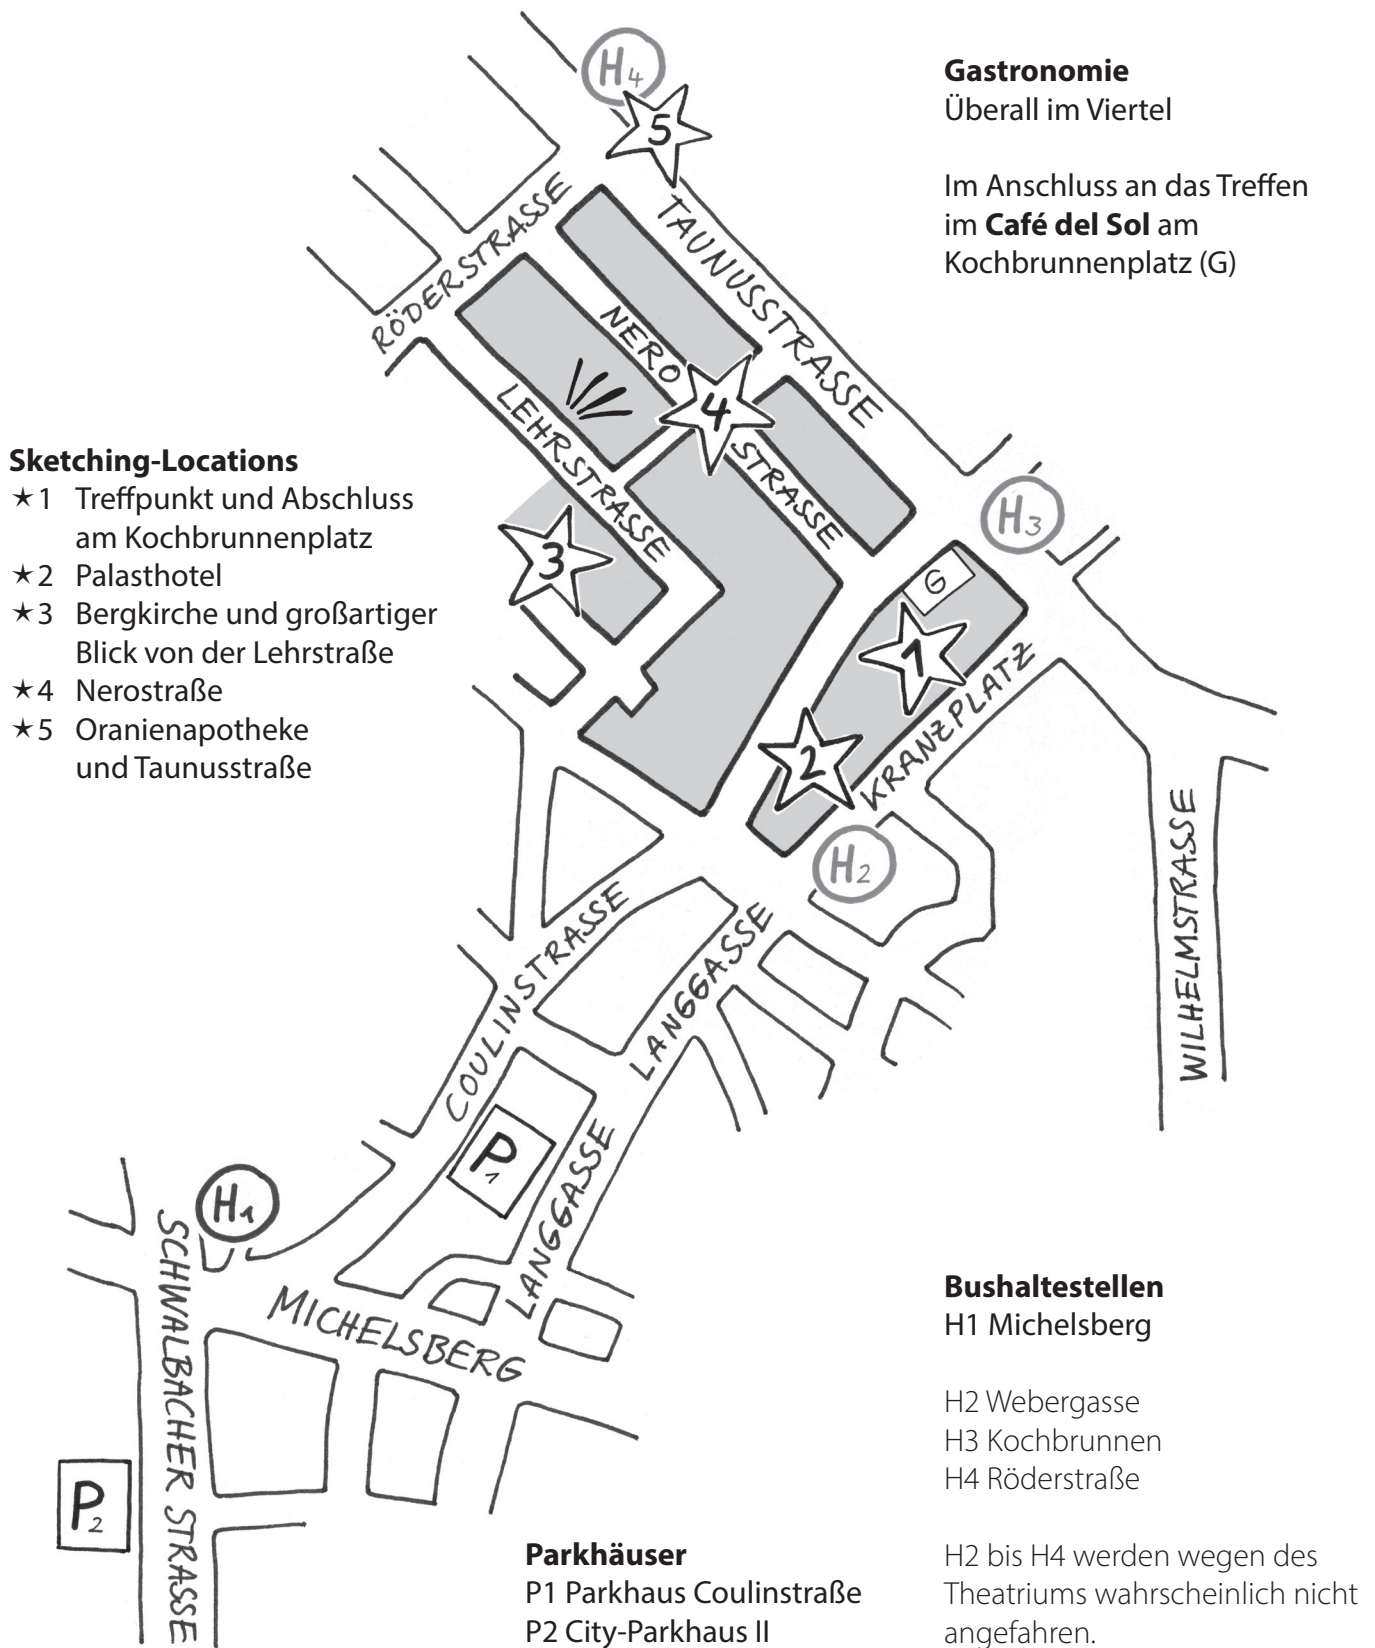 Gastronomie
Überall im Viertel
Im Anschluss an das Treffen
im Café del Sol am
Kochbrunnenplatz (G)
H4
5
RÖDERSTRASSE
TAUNUSSTRASSE
NERO
4
STRASSE
LEHRSTRASSE
3
H3
G
1
2
KRANZPLATZ
H2
Sketching-Locations
★1 Treffpunkt und Abschluss
am Kochbrunnenplatz
★2 Palasthotel
★3 Bergkirche und großartiger
Blick von der Lehrstraße
★4 Nerostraße
★5 Oranienapotheke
und Taunusstraße
WILHELMSTRASSE
COULINSTRASSE
LANGGASSE
P1
LANGGASSE
H1
SCHWALBACHER STRASSE
MICHELSBERG
P2
Bushaltestellen
H1 Michelsberg
H2 Webergasse
H3 Kochbrunnen
H4 Röderstraße
H2 bis H4 werden wegen des
Theatriums wahrscheinlich nicht
angefahren.
Parkhäuser
P1 Parkhaus Coulinstraße
P2 City-Parkhaus II